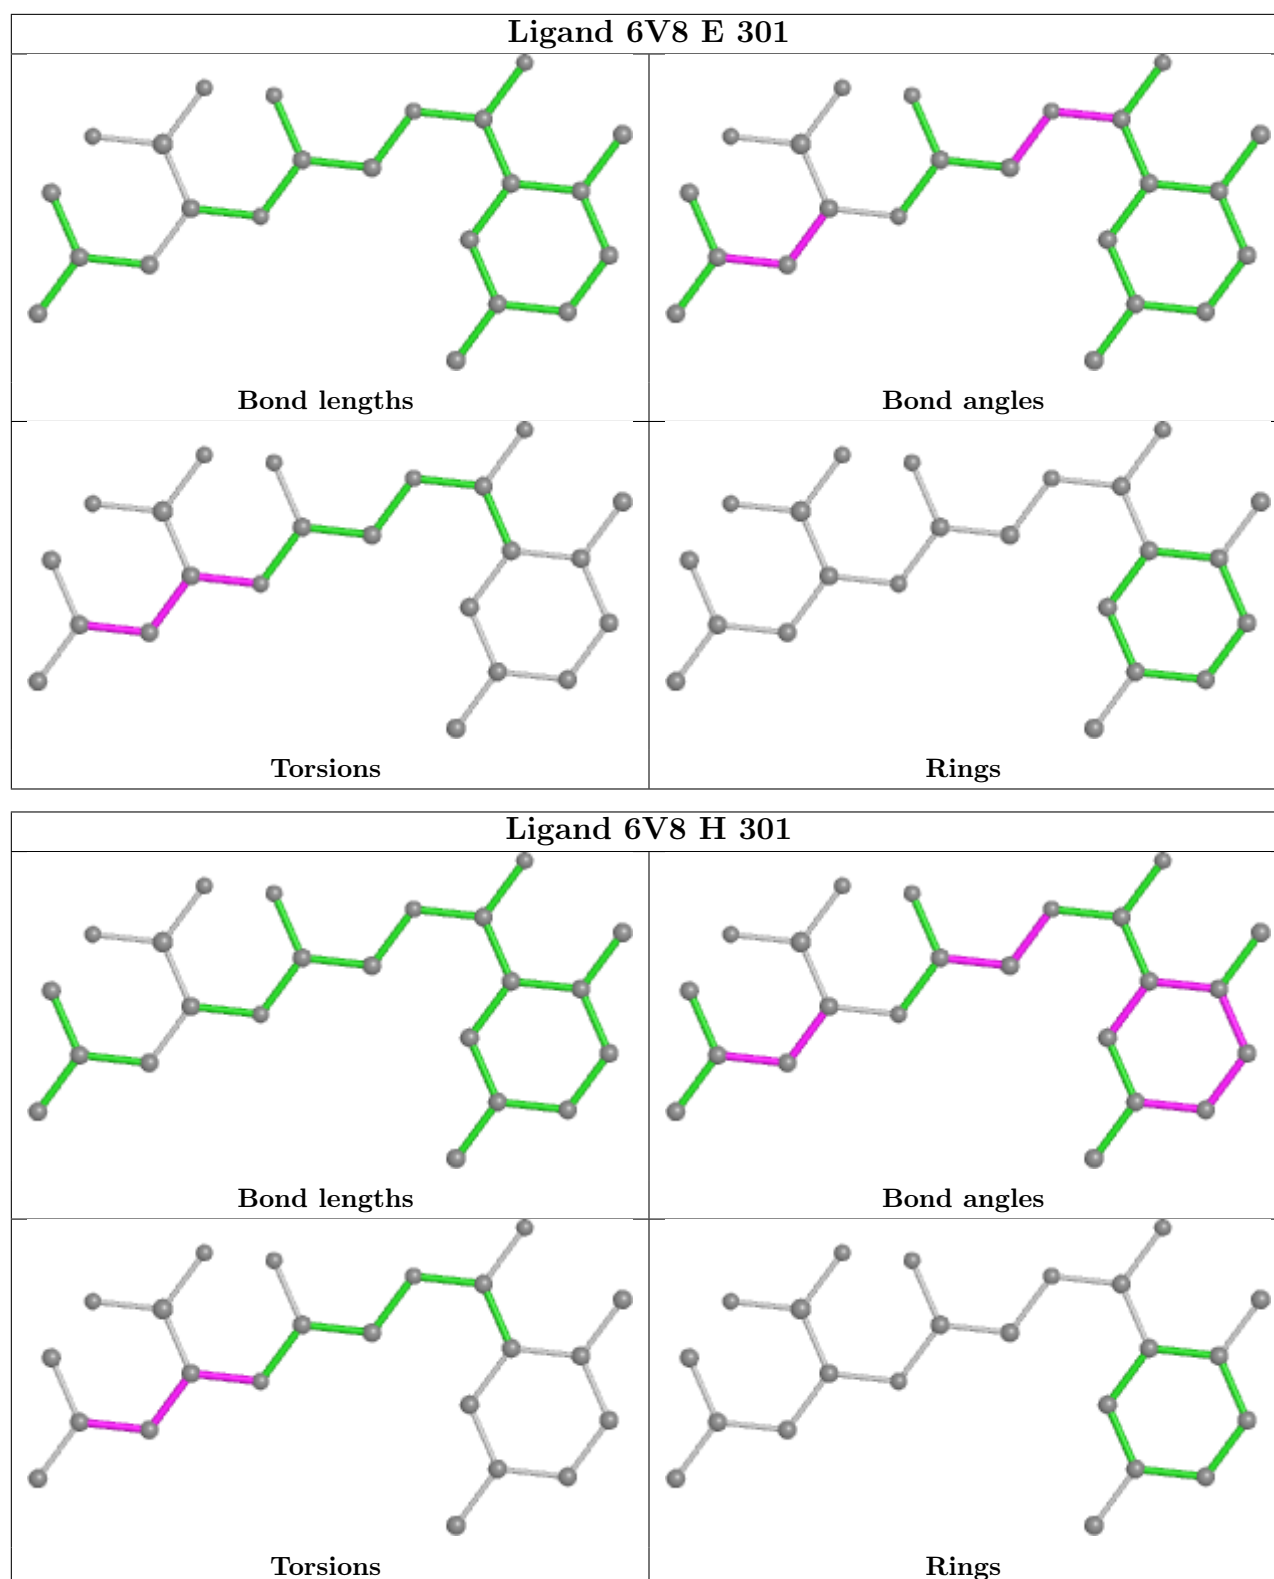 Ligand 6V8 E 301
Bond lengths
Bond angles
Torsions
Rings
Ligand 6V8 H 301
Bond lengths
Bond angles
Torsions
Rings